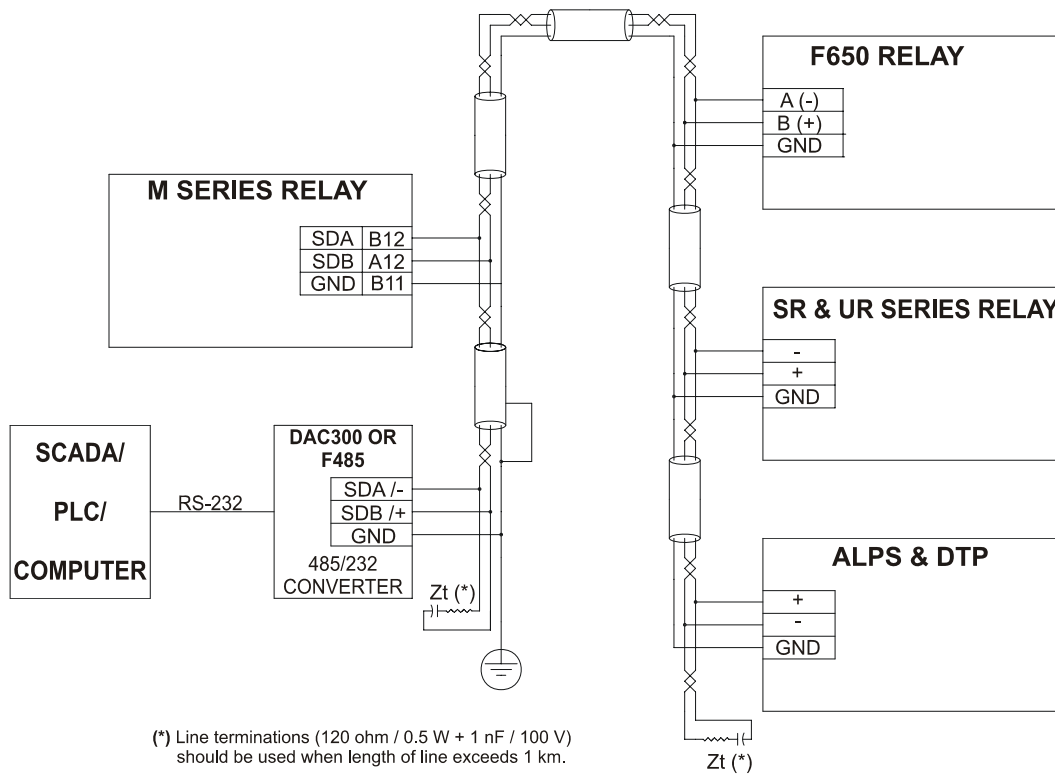 F650 RELAY
A (-)
B (+)
GND
M SERIES RELAY
SDA B12
SDB A12
GND B11
SR & UR SERIES RELAY
-
+
GND
SCADA/
PLC/
COMPUTER
RS-232
DAC300 OR
F485
SDA /-
SDB /+
GND
485/232
CONVERTER
Zt (*)
ALPS & DTP
+
-
GND
Zt (*)
(*) Line terminations (120 ohm / 0.5 W + 1 nF / 100 V)
should be used when length of line exceeds 1 km.